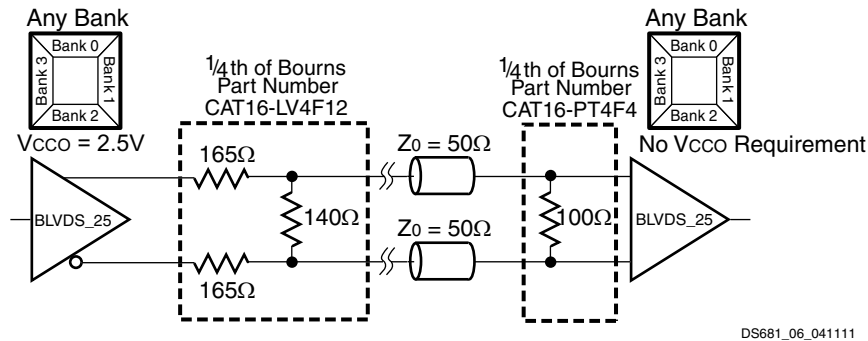 Any Bank
Bank 0
Bank 3
Bank 1
Bank 2
VCCO = 2.5V
1/4th of Bourns
Part Number
CAT16-LV4F12
1/4th of Bourns
Part Number
CAT16-PT4F4
Any Bank
Bank 0
Bank 3
Bank 1
Bank 2
No VCCO Requirement
BLVDS_25
165Ω
140Ω
165Ω
Z0 = 50Ω
Z0 = 50Ω
100Ω
BLVDS_25
DS681_06_041111